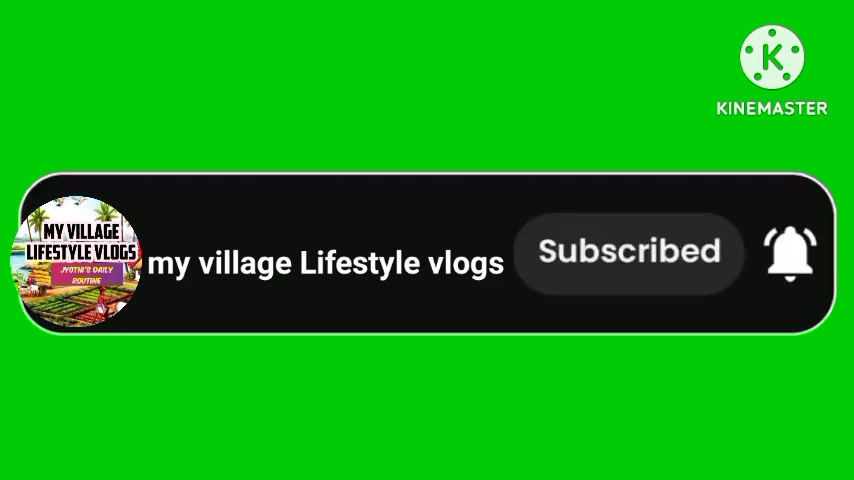 KINEMASTER
MY VILLAGE
LIFESTYLE VLOGS
JYOTHI'S DAILY
ROUTINE
my village Lifestyle vlogs
Subscribed